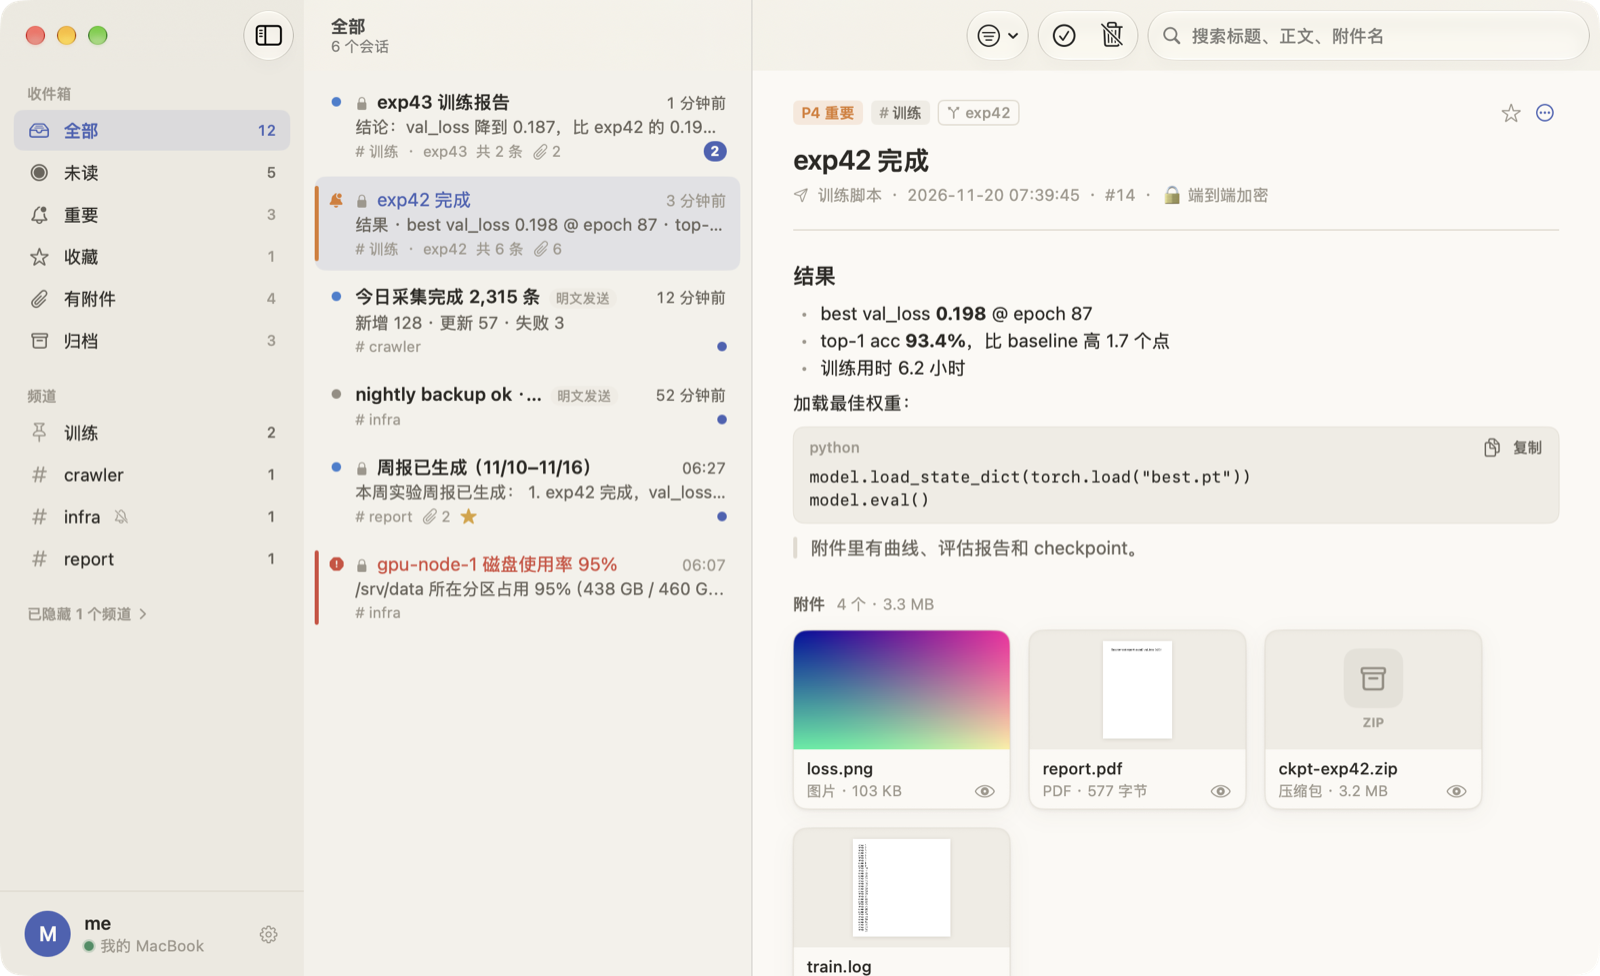 收件箱
全部 12
未读 5
重要 3
收藏 1
有附件 4
归档 3
频道
训练 2
# crawler 1
# infra 1
# report 1
已隐藏 1 个频道
M
me
我的 MacBook
全部
6 个会话
exp43 训练报告 1 分钟前
结论：val_loss 降到 0.187，比 exp42 的 0.19...
# 训练 · exp43 共 2 条 2 2
exp42 完成 3 分钟前
结果 · best val_loss 0.198 @ epoch 87 · top-...
# 训练 · exp42 共 6 条 6
今日采集完成 2,315 条 明文发送 12 分钟前
新增 128 · 更新 57 · 失败 3
# crawler
nightly backup ok ·... 明文发送 52 分钟前
# infra
周报已生成（11/10–11/16） 06:27
本周实验周报已生成： 1. exp42 完成，val_loss...
# report 2
gpu-node-1 磁盘使用率 95% 06:07
/srv/data 所在分区占用 95% (438 GB / 460 G...
# infra
搜索标题、正文、附件名
P4 重要 # 训练 exp42
exp42 完成
训练脚本 · 2026-11-20 07:39:45 · #14 · 端到端加密
结果
· best val_loss 0.198 @ epoch 87
· top-1 acc 93.4%，比 baseline 高 1.7 个点
· 训练用时 6.2 小时
加载最佳权重：
python 复制
model.load_state_dict(torch.load("best.pt"))
model.eval()
附件里有曲线、评估报告和 checkpoint。
附件 4 个 · 3.3 MB
loss.png
图片 · 103 KB
report.pdf
PDF · 577 字节
ZIP
ckpt-exp42.zip
压缩包 · 3.2 MB
train.log